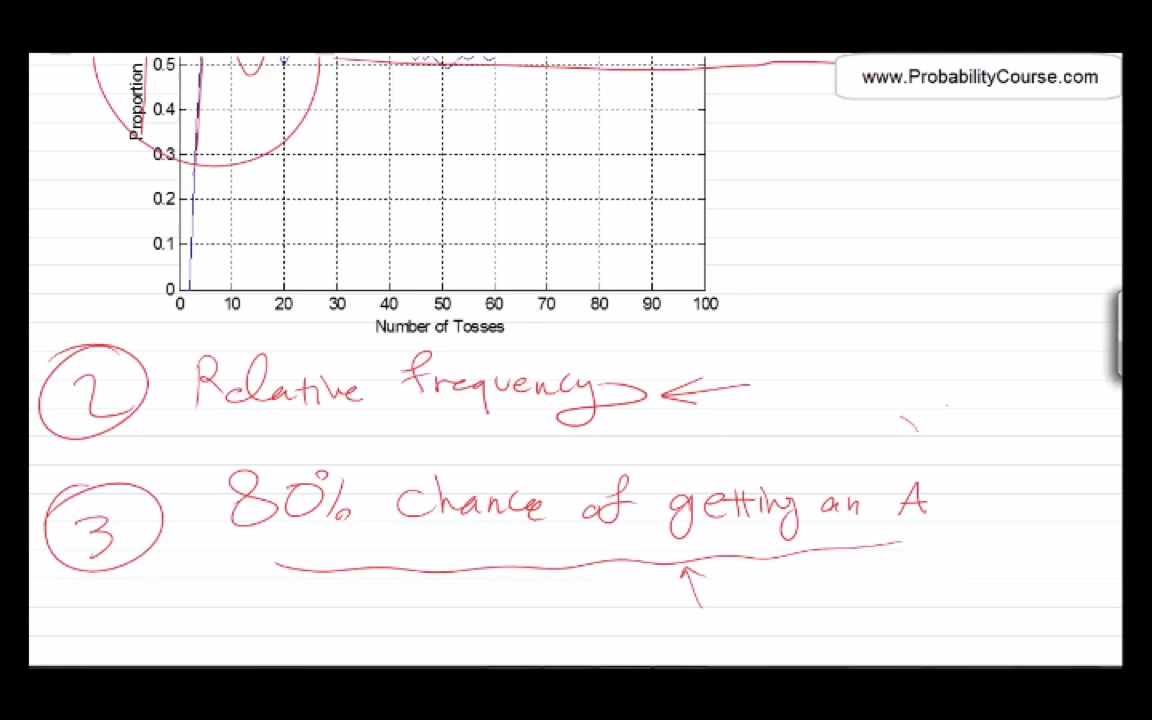 www.ProbabilityCourse.com
Proportion
0.5
0.4
0.3
0.2
0.1
0
0 10 20 30 40 50 60 70 80 90 100
Number of Tosses
2 Relative frequency
3 80% chance of getting an A